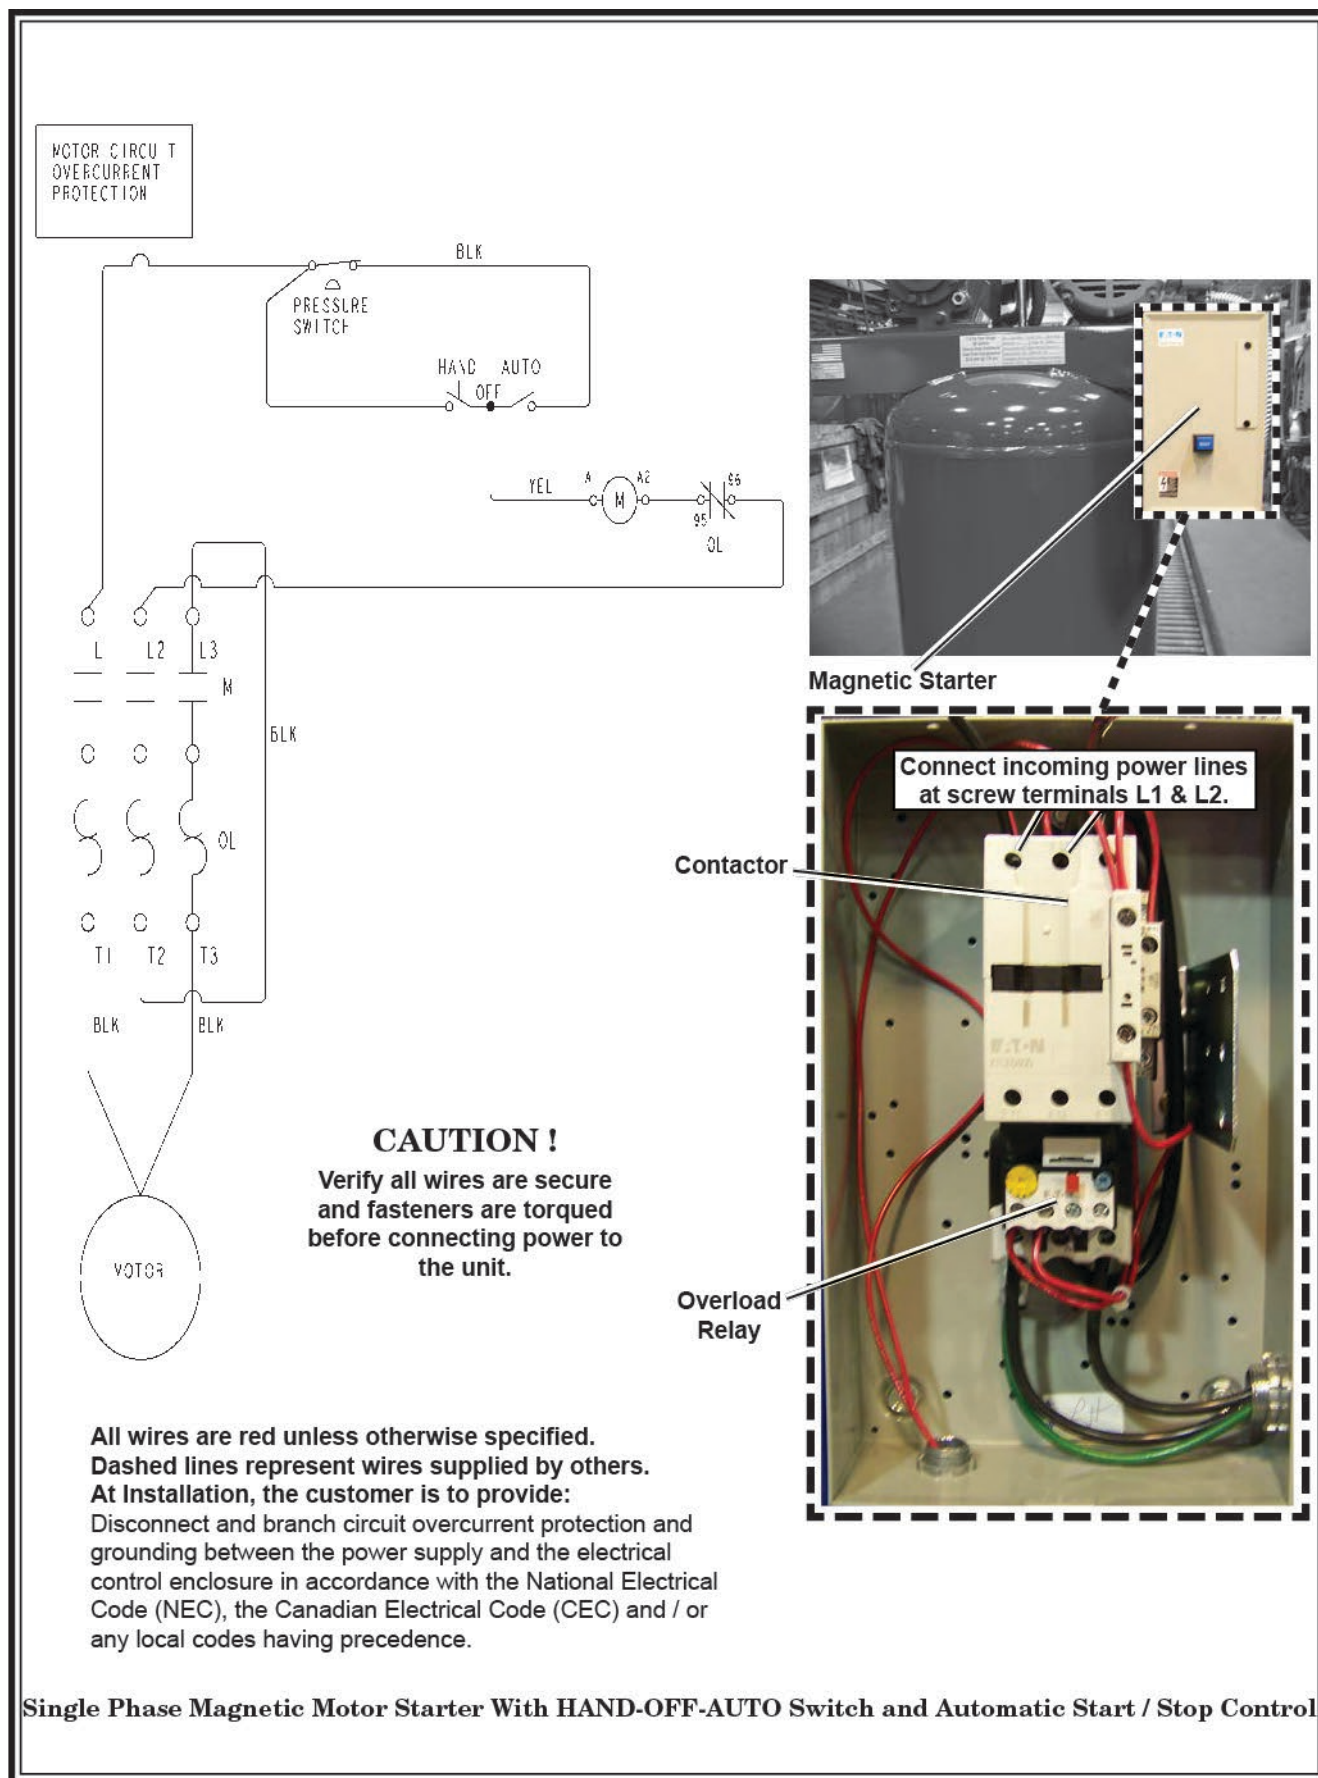 MOTOR CIRCU T
OVERCURRENT
PROTECTION
BLK
PRESSURE
SWITCH
HAND OFF AUTO
YEL A M A2 95 96
OL
L L2 L3
M
BLK
OL
T1 T2 T3
BLK BLK
MOTOR
CAUTION !
Verify all wires are secure
and fasteners are torqued
before connecting power to
the unit.
E·T·N
Magnetic Starter
Connect incoming power lines
at screw terminals L1 & L2.
Contactor
E·T·N
Overload
Relay
All wires are red unless otherwise specified.
Dashed lines represent wires supplied by others.
At Installation, the customer is to provide:
Disconnect and branch circuit overcurrent protection and
grounding between the power supply and the electrical
control enclosure in accordance with the National Electrical
Code (NEC), the Canadian Electrical Code (CEC) and / or
any local codes having precedence.
Single Phase Magnetic Motor Starter With HAND-OFF-AUTO Switch and Automatic Start / Stop Control